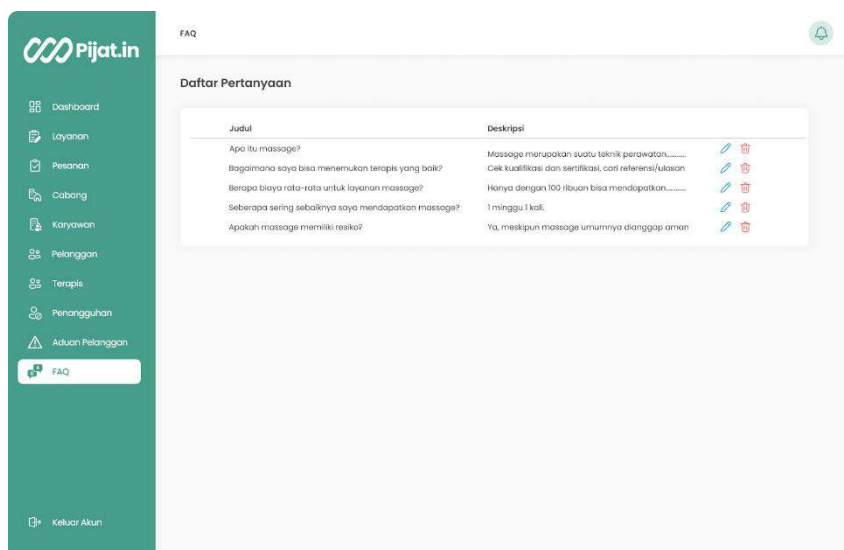 Pijat.in
FAQ
Daftar Pertanyaan
Dashboard
Layanan
Pesanan
Cabang
Karyawan
Pelanggan
Terapis
Penangguhan
Aduan Pelanggan
FAQ
Keluar Akun
Judul Deskripsi
Apa itu massage? Massage merupakan suatu teknik perawatan..........
Bagaimana saya bisa menemukan terapis yang baik? Cek kualifikasi dan sertifikasi, cari referensi/ulasan
Berapa biaya rata-rata untuk layanan massage? Hanya dengan 100 ribuan bisa mendapatkan..........
Seberapa sering sebaiknya saya mendapatkan massage? 1 minggu 1 kali.
Apakah massage memiliki resiko? Ya, meskipun massage umumnya dianggap aman